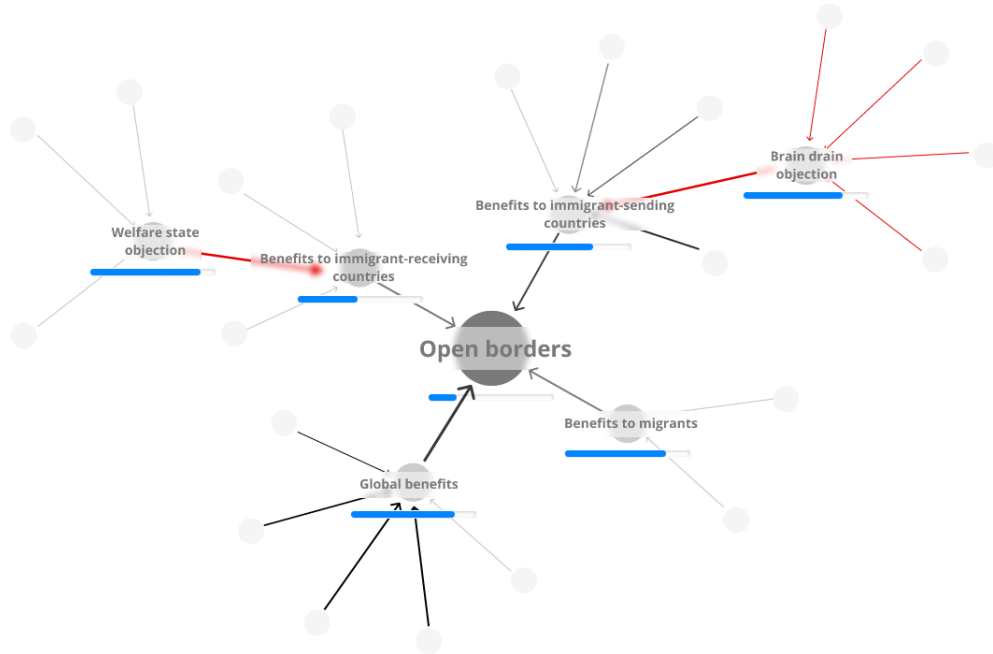 Brain drain
objection
Benefits to immigrant-sending
countries
Welfare state
objection
Benefits to immigrant-receiving
countries
Open borders
Benefits to migrants
Global benefits